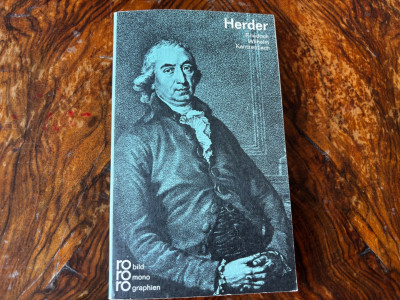 Herder
Friedrich
Wilhelm
Kantzenbach
ro bild
ro mono
ro graphien